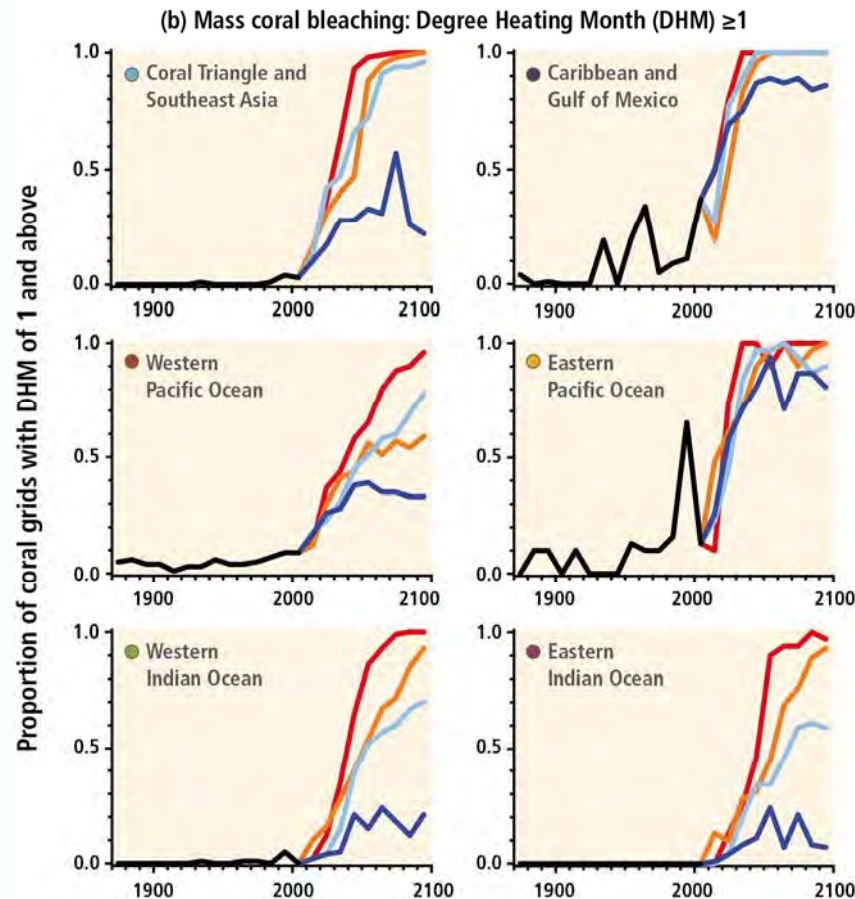 (b) Mass coral bleaching: Degree Heating Month (DHM) ≥1
Proportion of coral grids with DHM of 1 and above
1.0
0.5
0.0
1900
2000
2100
Coral Triangle and
Southeast Asia
1.0
0.5
0.0
1900
2000
2100
Caribbean and
Gulf of Mexico
1.0
0.5
0.0
1900
2000
2100
Western
Pacific Ocean
1.0
0.5
0.0
1900
2000
2100
Eastern
Pacific Ocean
1.0
0.5
0.0
1900
2000
2100
Western
Indian Ocean
1.0
0.5
0.0
1900
2000
2100
Eastern
Indian Ocean